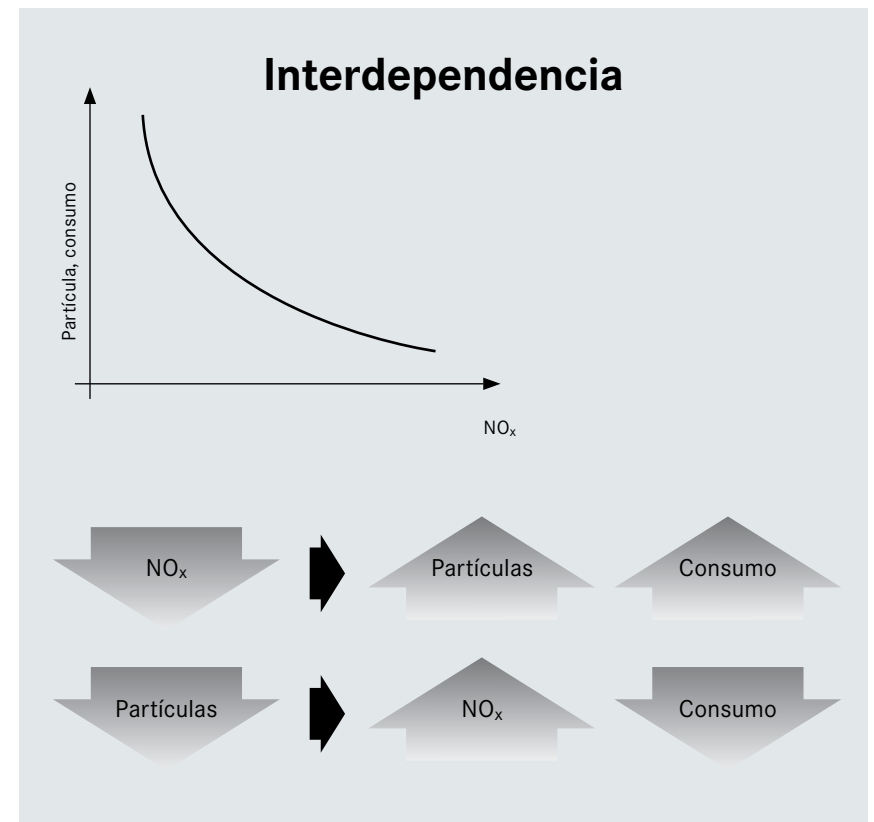 Interdependencia
Partícula, consumo
NOₓ
NOₓ
Partículas
Consumo
Partículas
NOₓ
Consumo